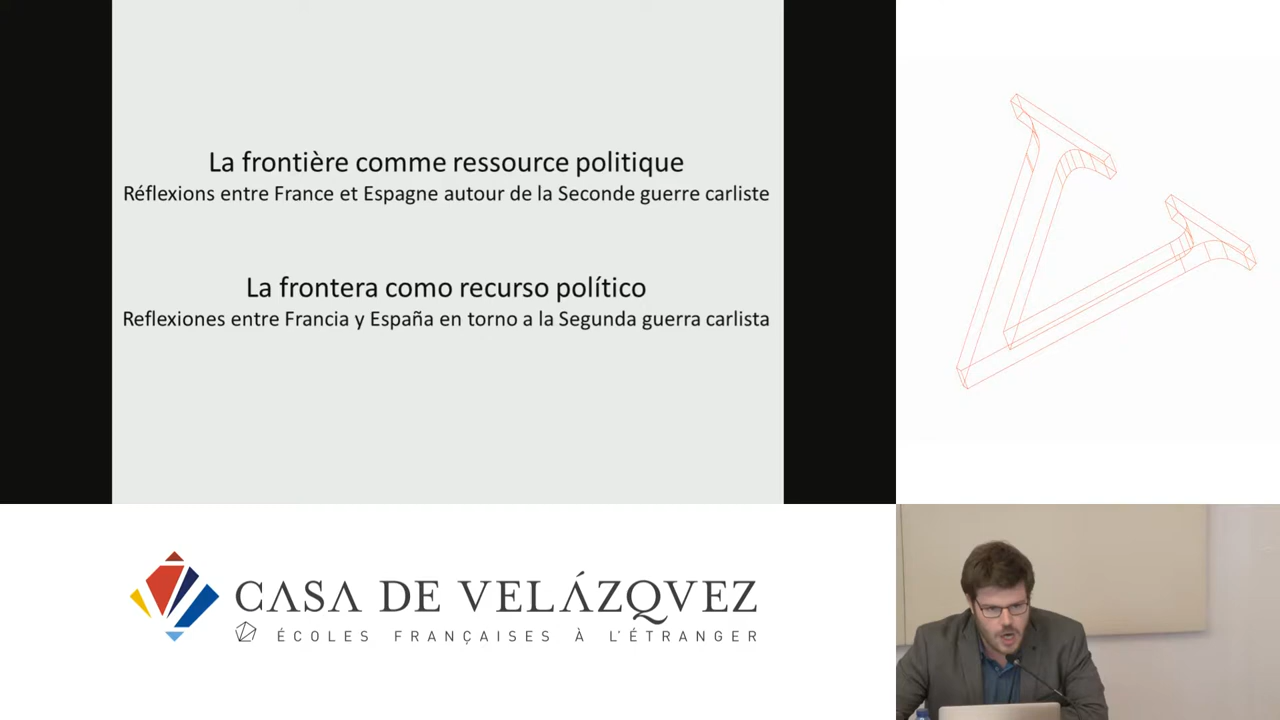 La frontière comme ressource politique
Réflexions entre France et Espagne autour de la Seconde guerre carliste
La frontera como recurso político
Reflexiones entre Francia y España en torno a la Segunda guerra carlista
CASA DE VELÁZQVEZ
ÉCOLES FRANÇAISES À L'ÉTRANGER